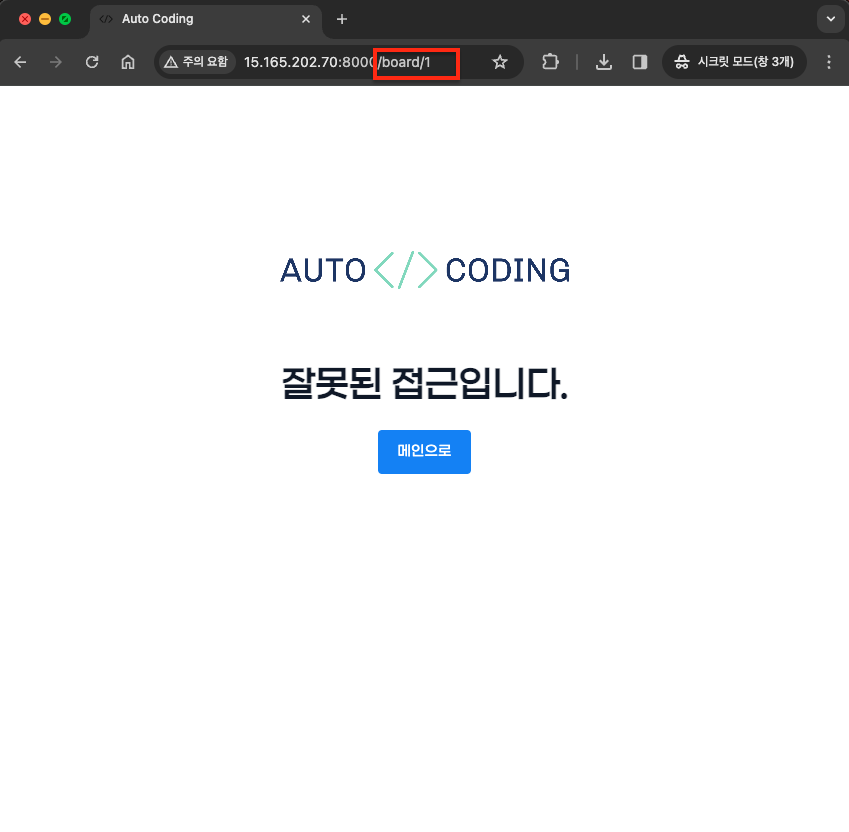 Auto Coding
주의 요함 15.165.202.70:8000/board/1 시크릿 모드(창 3개)
AUTO </> CODING
잘못된 접근입니다.
메인으로